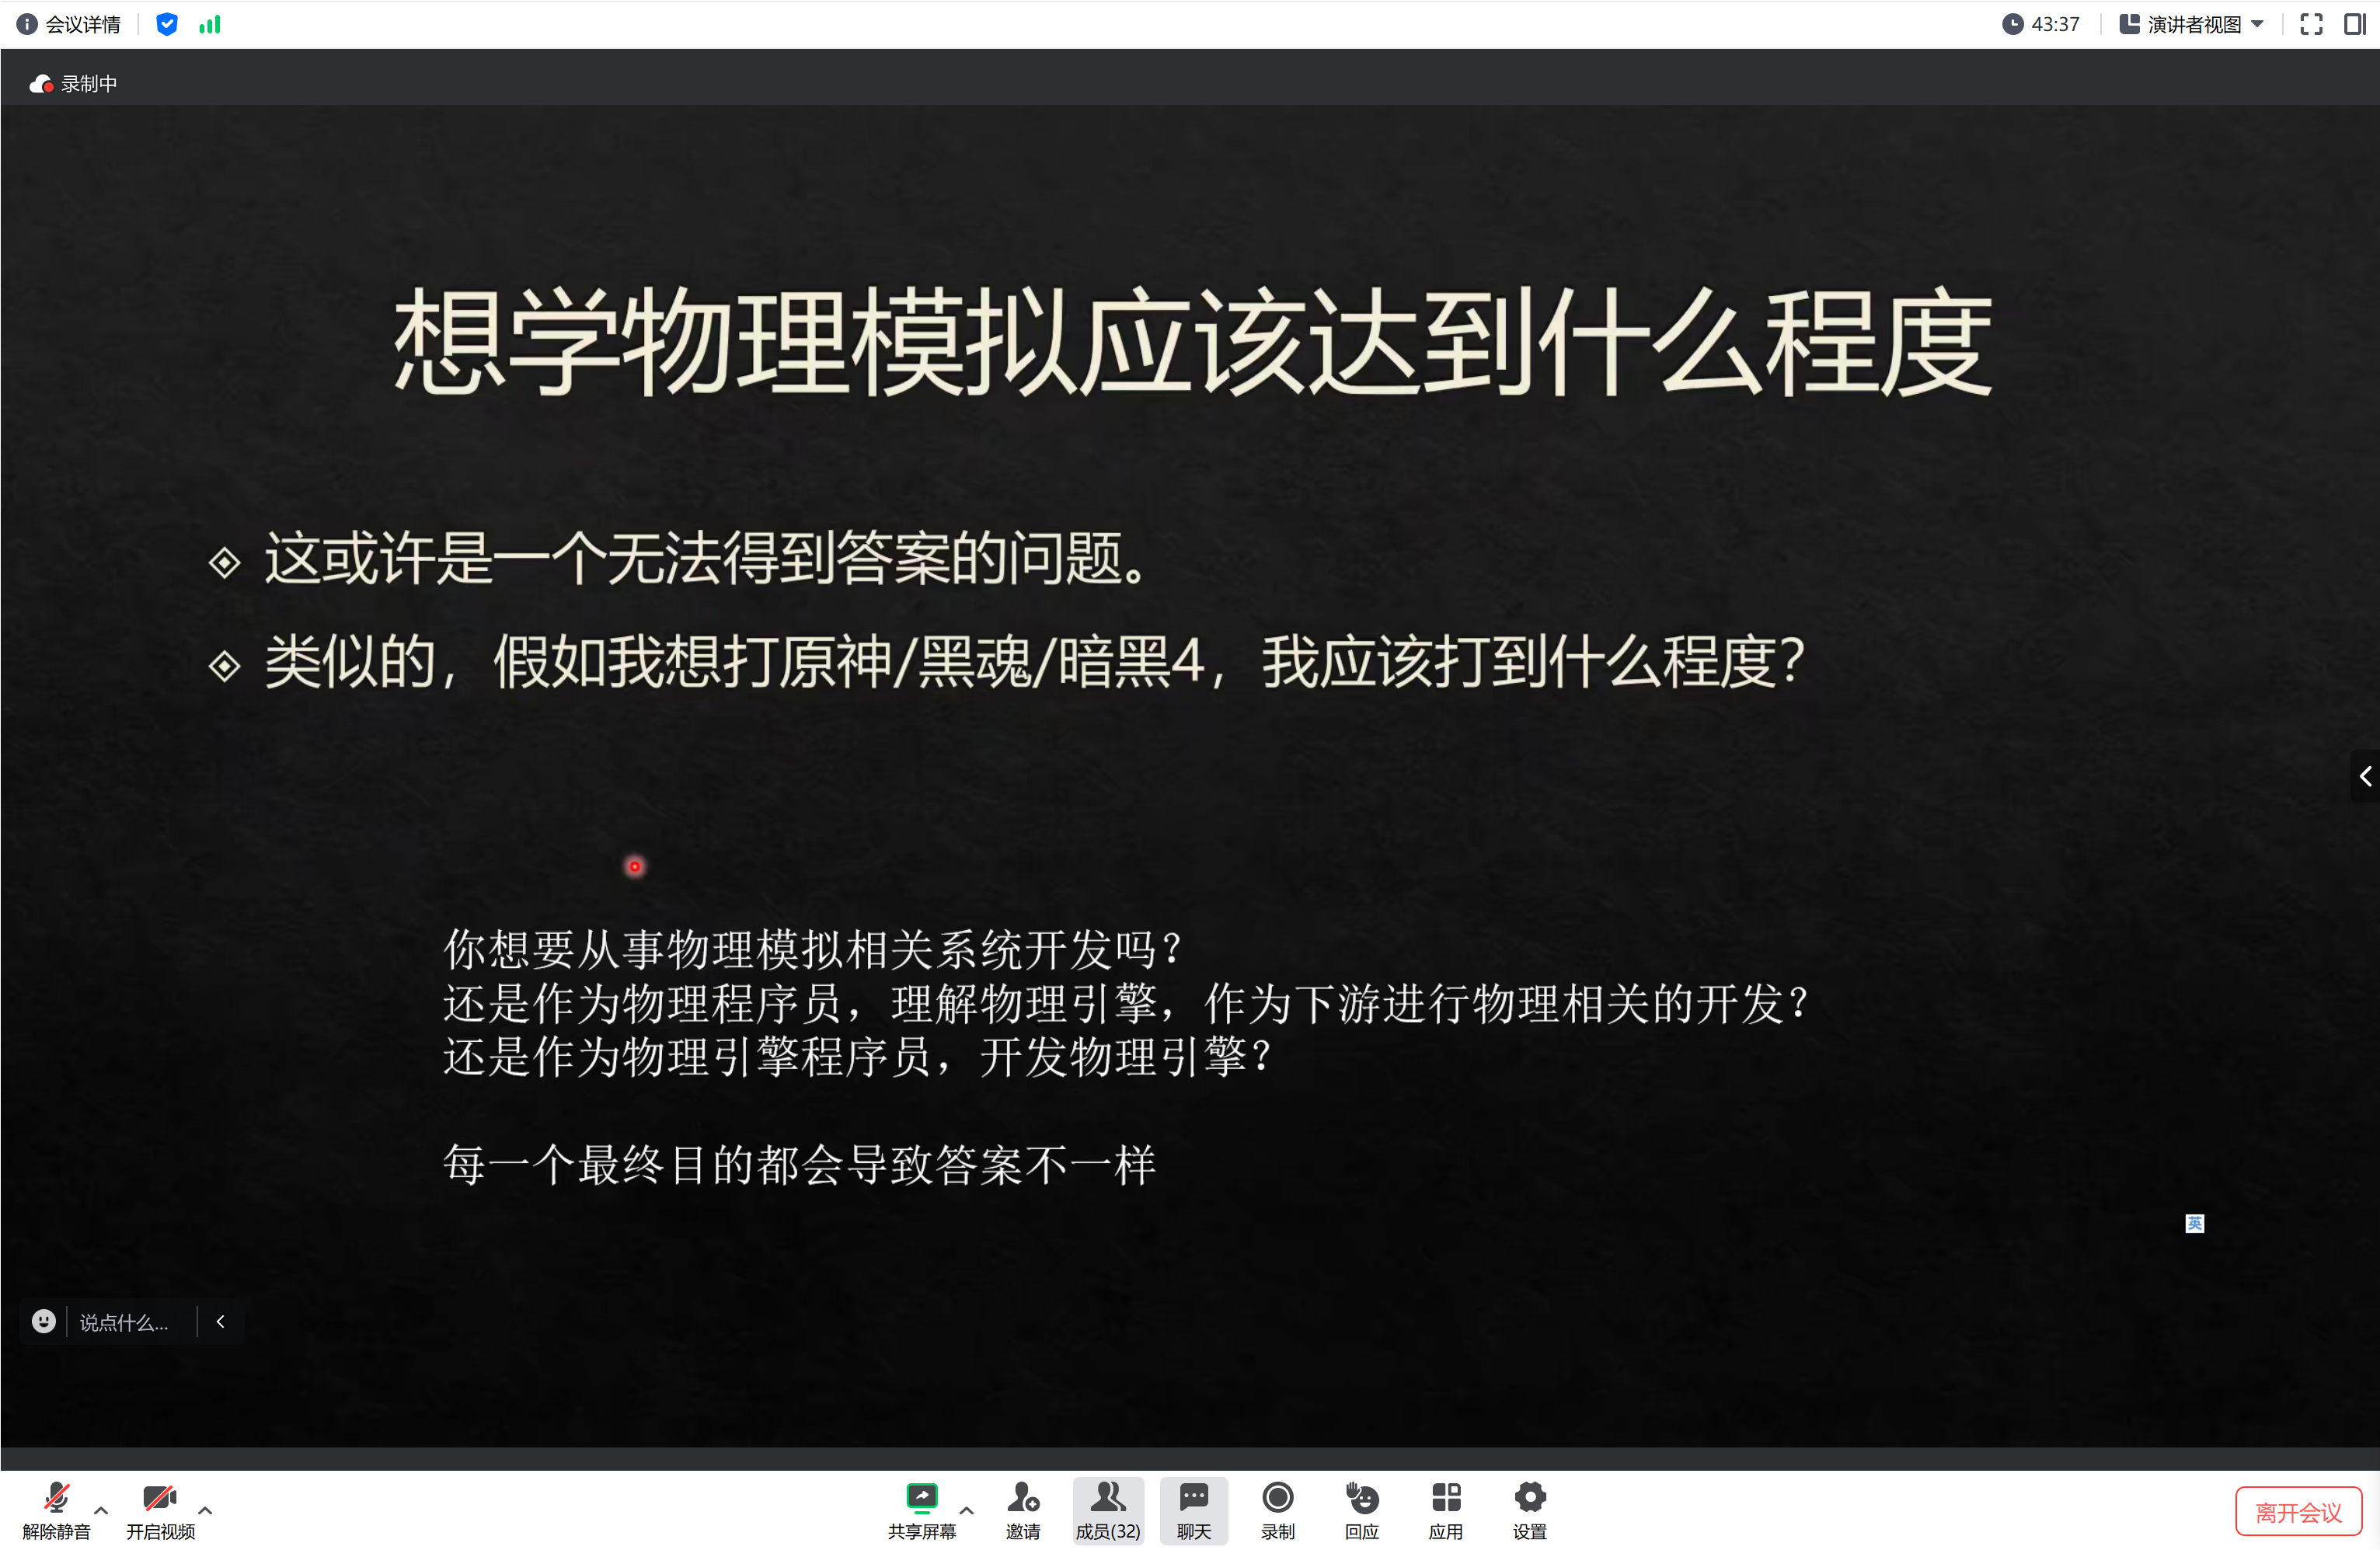 会议详情
43:37
演讲者视图
录制中
想学物理模拟应该达到什么程度
这或许是一个无法得到答案的问题。
类似的，假如我想打原神/黑魂/暗黑4，我应该打到什么程度？
你想要从事物理模拟相关系统开发吗？
还是作为物理程序员，理解物理引擎，作为下游进行物理相关的开发？
还是作为物理引擎程序员，开发物理引擎？
每一个最终目的都会导致答案不一样
英
说点什么...
解除静音
开启视频
共享屏幕
邀请
成员(32)
聊天
录制
回应
应用
设置
离开会议